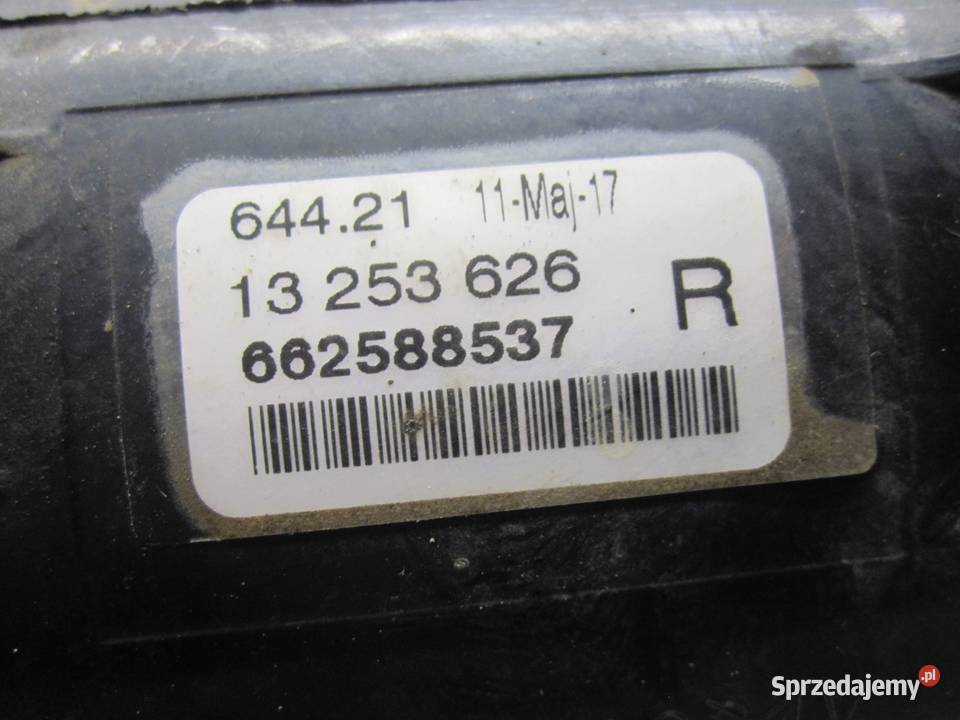 644.21 11-Maj-17
13 253 626
R
662588537
Sprzedajemy.pl